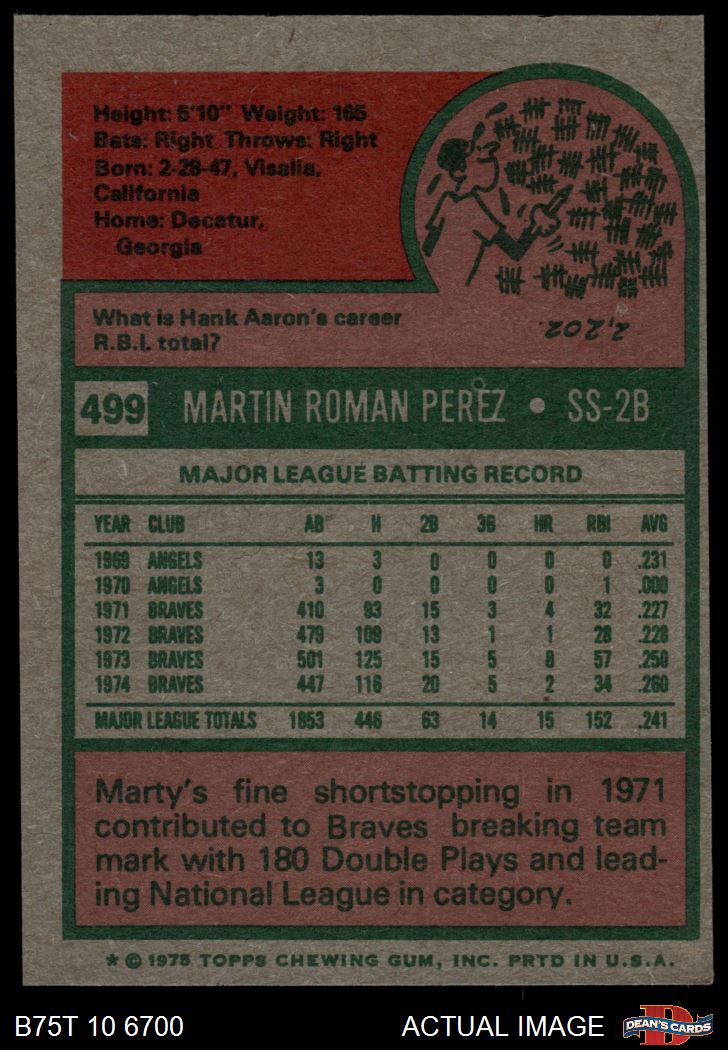 Height: 5'10" Weight: 165
Bats: Right Throws: Right
Born: 2-28-47, Visalia,
California
Home: Decatur,
Georgia
What is Hank Aaron's career
R.B.I. total?
2,202.
499 MARTIN ROMAN PEREZ • SS-2B
MAJOR LEAGUE BATTING RECORD
YEAR CLUB AB H 2B 3B HR RBI AVG
1969 ANGELS 13 3 0 0 0 0 .231
1970 ANGELS 3 0 0 0 0 1 .000
1971 BRAVES 410 93 15 3 4 32 .227
1972 BRAVES 479 109 13 1 1 28 .228
1973 BRAVES 501 125 15 5 8 57 .250
1974 BRAVES 447 116 20 5 2 34 .260
MAJOR LEAGUE TOTALS 1853 446 63 14 15 152 .241
Marty's fine shortstopping in 1971
contributed to Braves breaking team
mark with 180 Double Plays and lead-
ing National League in category.
* © 1975 TOPPS CHEWING GUM, INC. PRTD IN U.S.A.
B75T 10 6700 ACTUAL IMAGE
D
DEAN'S CARDS